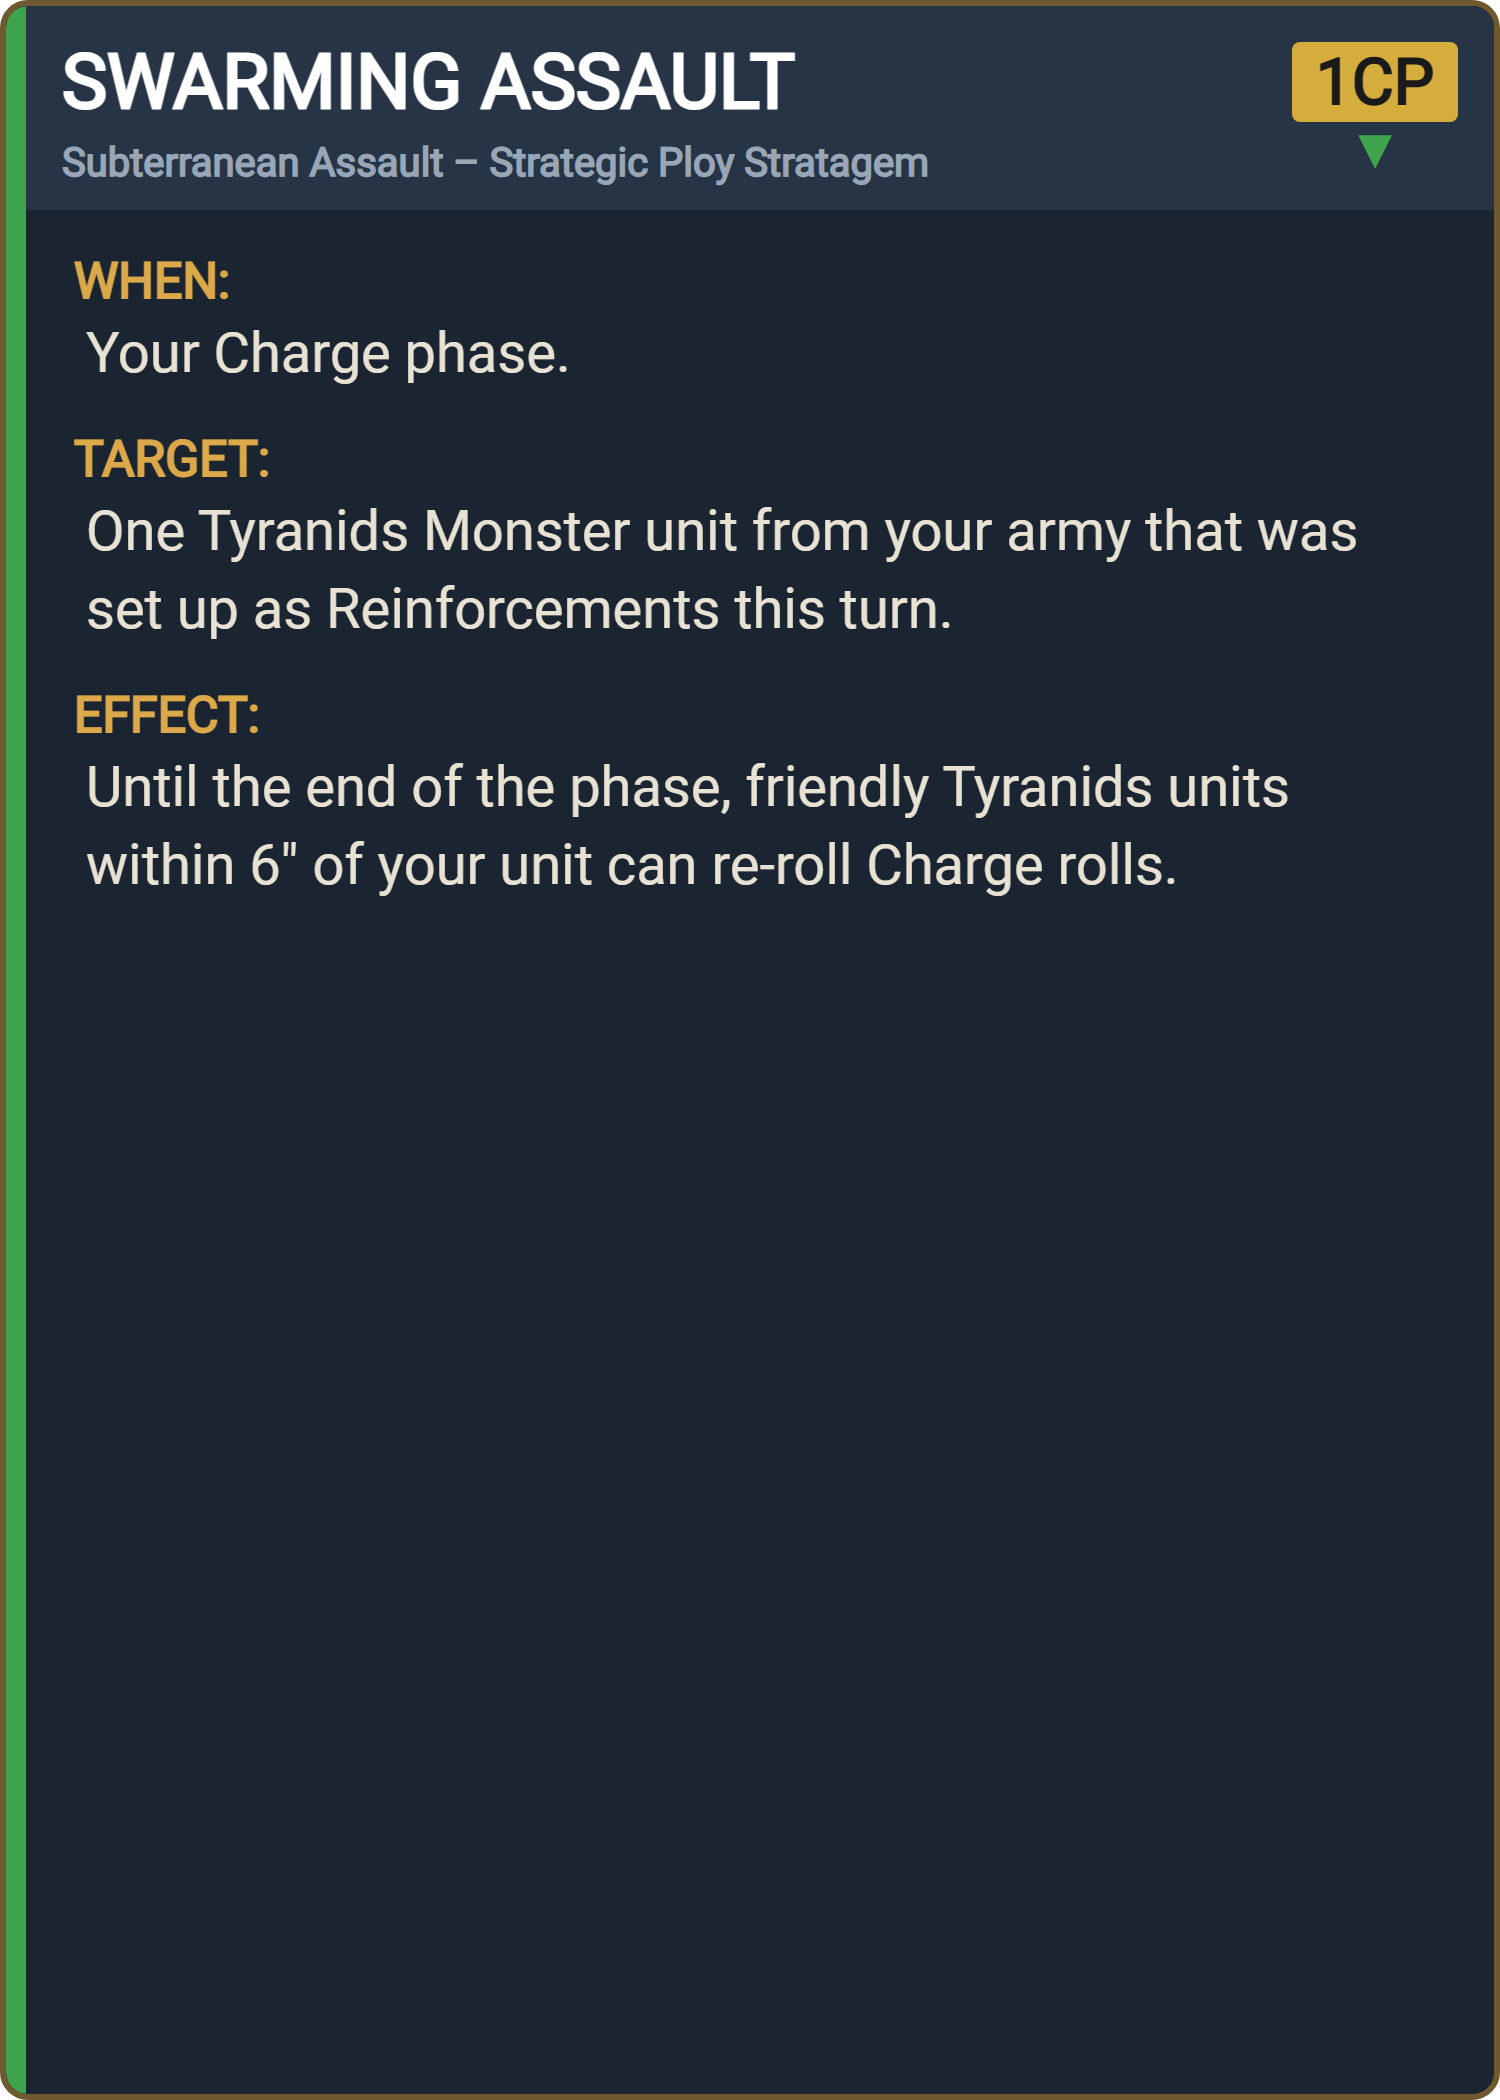 SWARMING ASSAULT
1CP
Subterranean Assault – Strategic Ploy Stratagem
WHEN:
Your Charge phase.
TARGET:
One Tyranids Monster unit from your army that was
set up as Reinforcements this turn.
EFFECT:
Until the end of the phase, friendly Tyranids units
within 6" of your unit can re-roll Charge rolls.